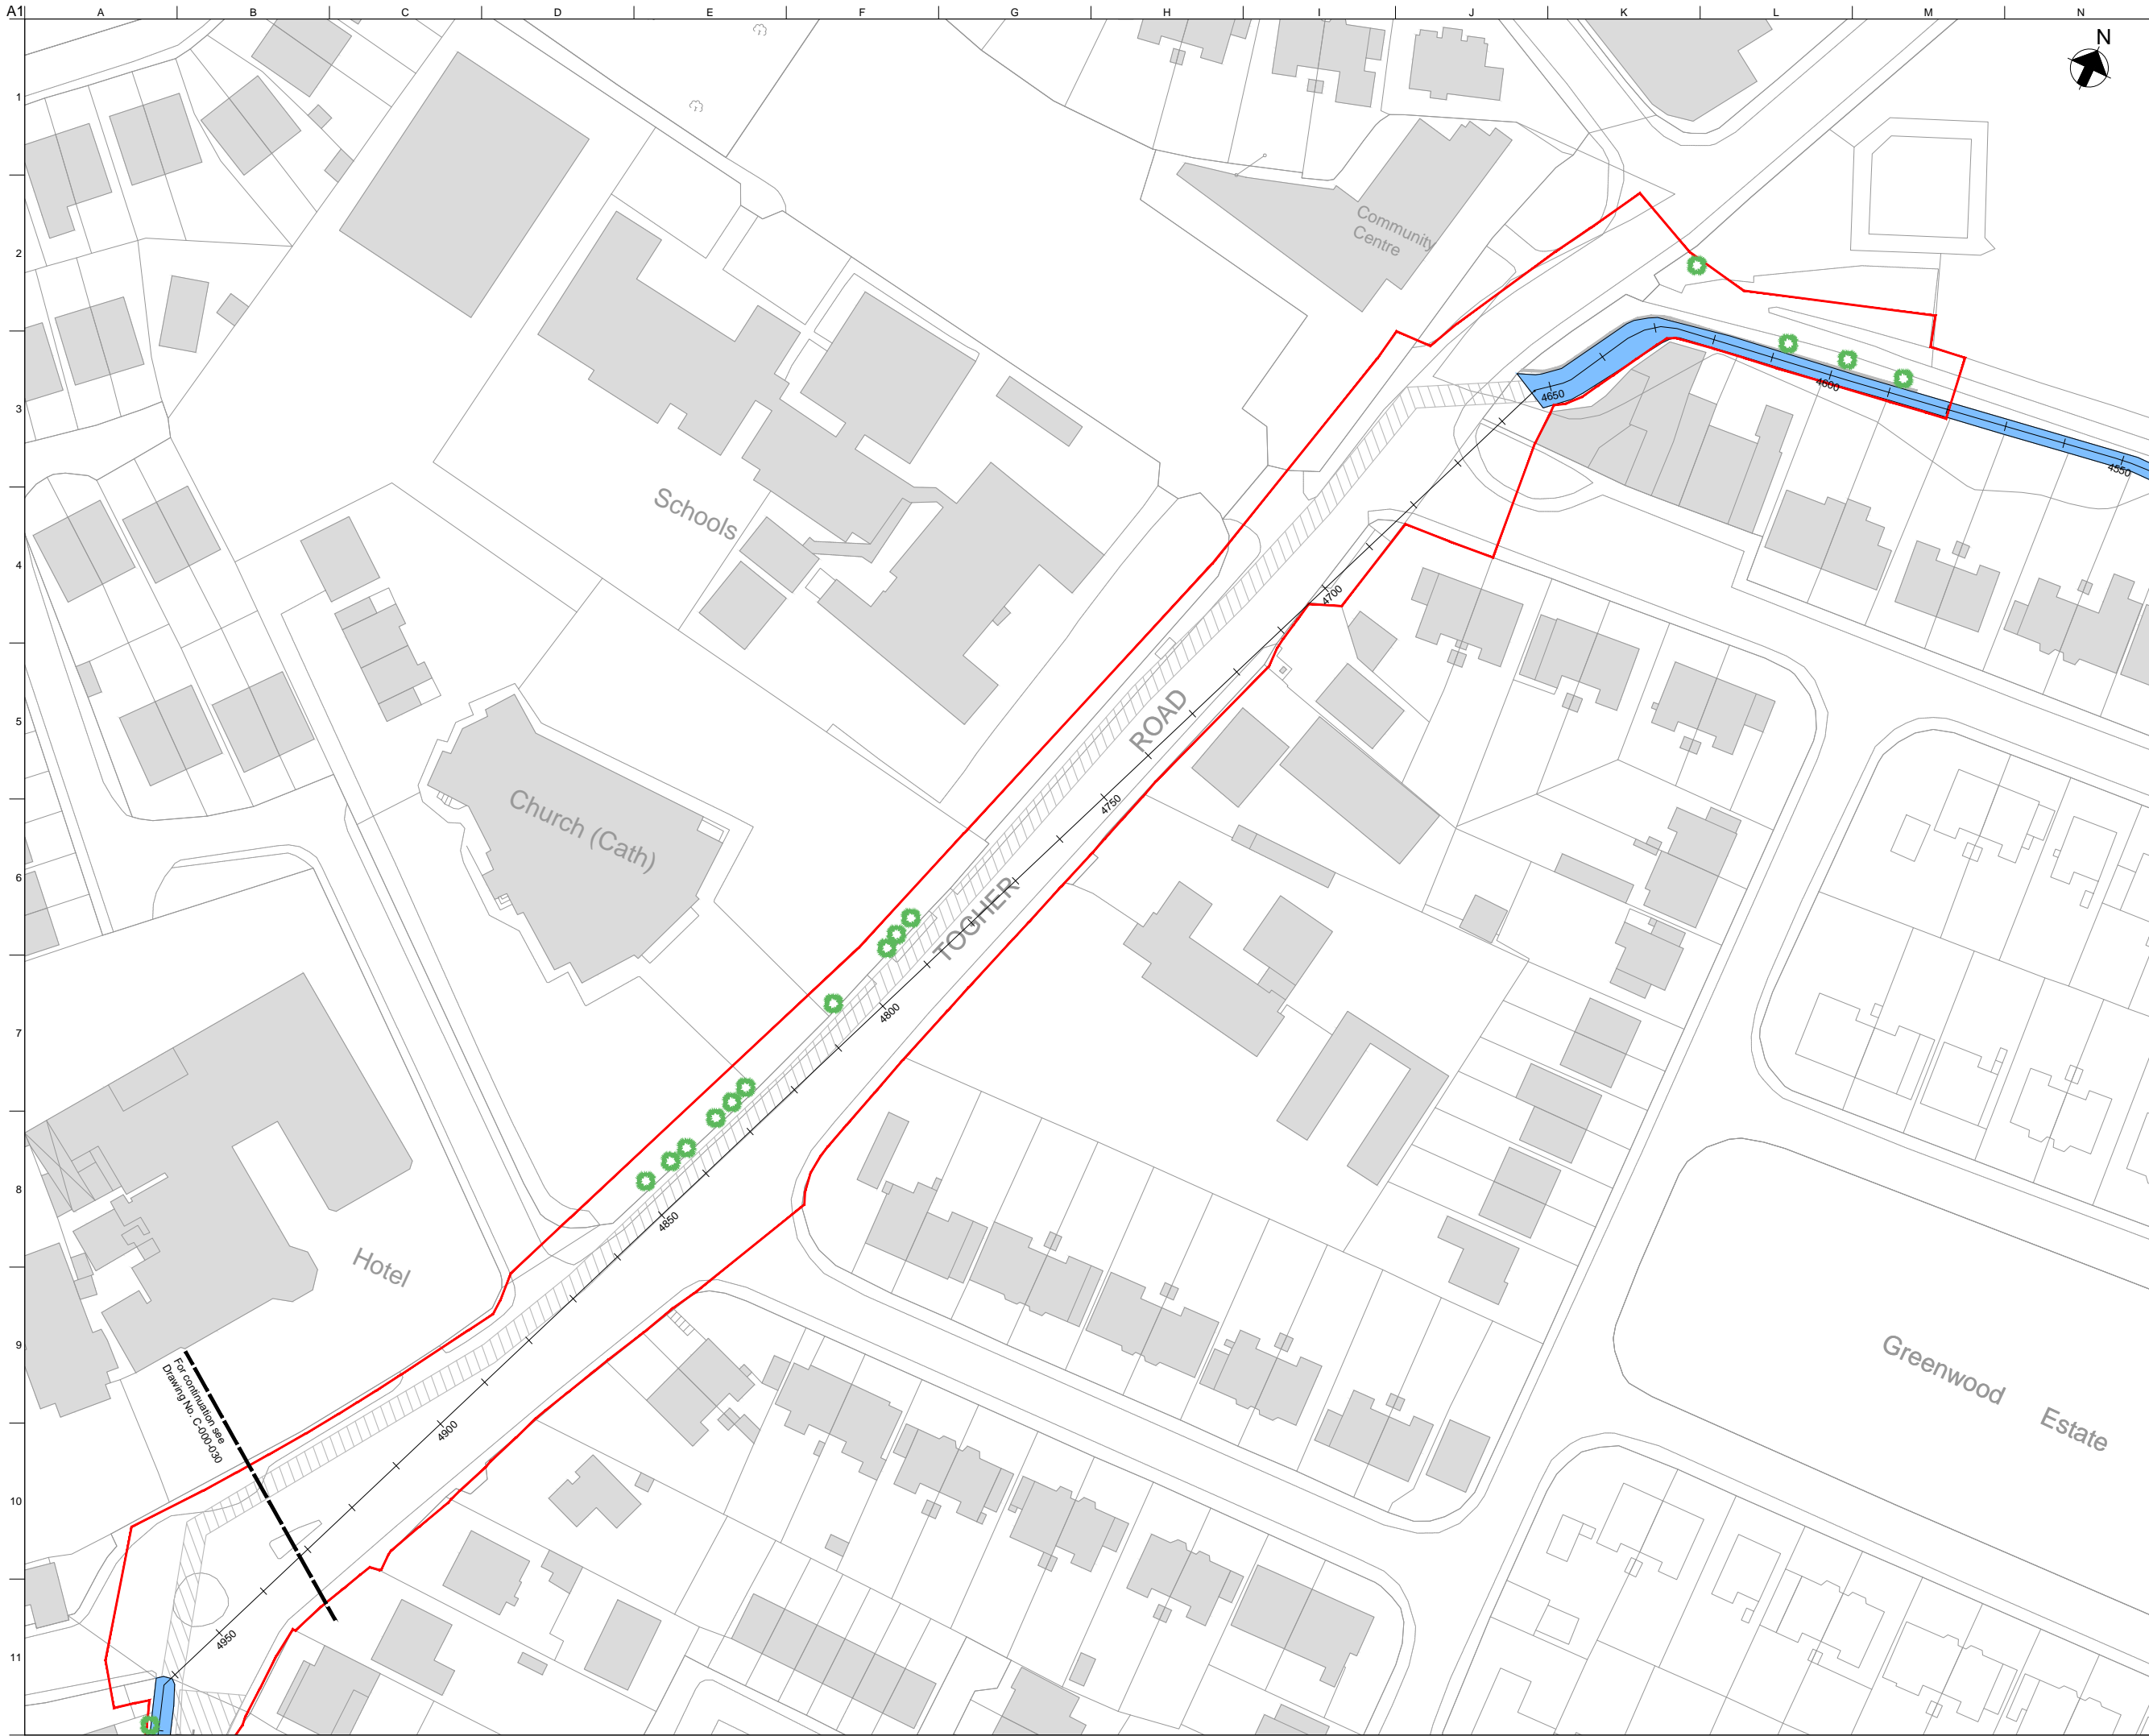 A1
A B C D E F G H I J K L M N
N
1
2
3
4
5
6
7
8
9
10
11
Community
Centre
Schools
Church (Cath)
Hotel
TOGHER ROAD
Greenwood Estate
4550
4600
4650
4700
4750
4800
4850
4900
4950
For continuation see
Drawing No. C-000-030